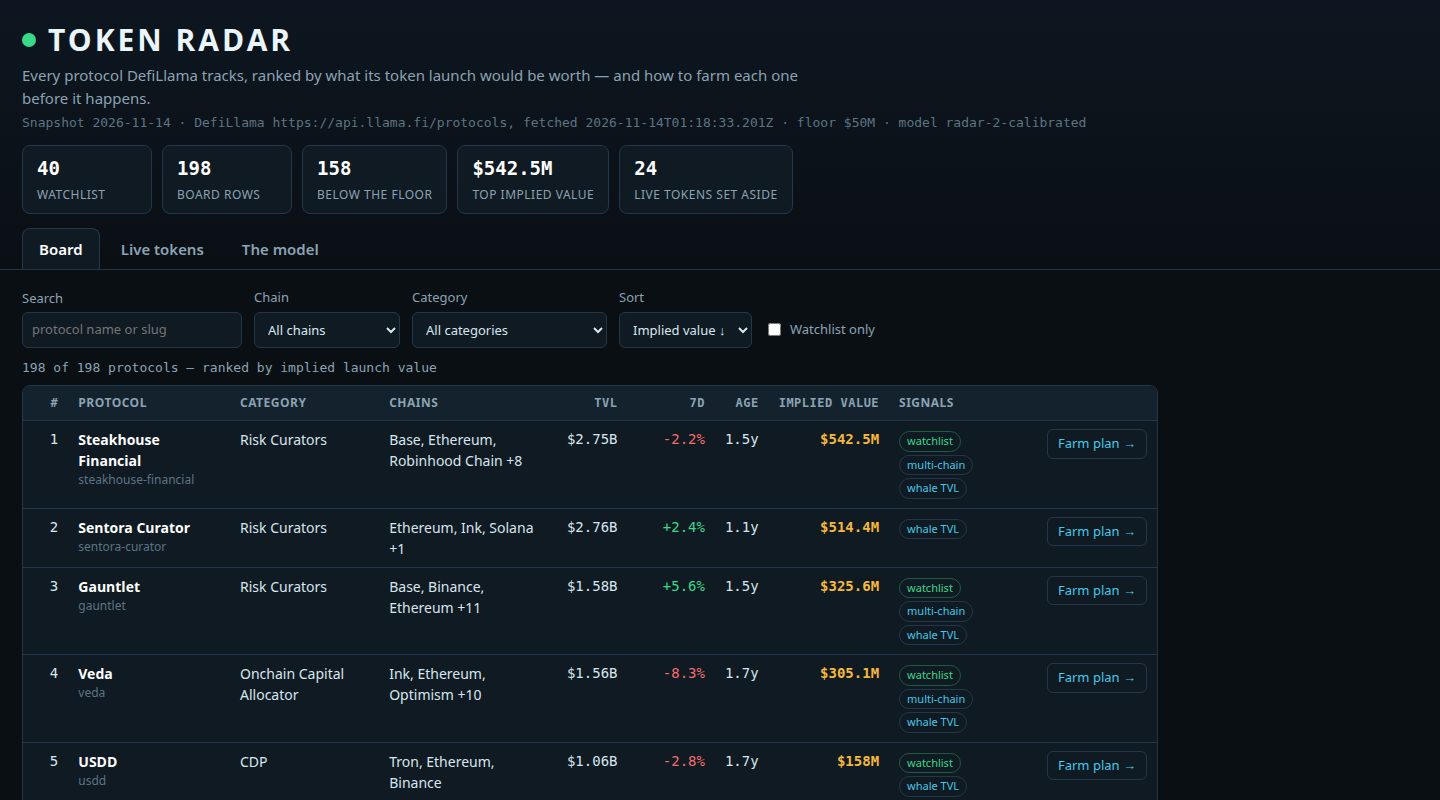 TOKEN RADAR
Every protocol DefiLlama tracks, ranked by what its token launch would be worth — and how to farm each one
before it happens.
Snapshot 2026-11-14 · DefiLlama https://api.llama.fi/protocols, fetched 2026-11-14T01:18:33.201Z · floor $50M · model radar-2-calibrated
40 198 158 $542.5M 24
WATCHLIST BOARD ROWS BELOW THE FLOOR TOP IMPLIED VALUE LIVE TOKENS SET ASIDE
Board Live tokens The model
Search Chain Category Sort
protocol name or slug All chains All categories Implied value ↓ Watchlist only
198 of 198 protocols — ranked by implied launch value
# PROTOCOL CATEGORY CHAINS TVL 7D AGE IMPLIED VALUE SIGNALS
1 Steakhouse Risk Curators Base, Ethereum, $2.75B -2.2% 1.5y $542.5M watchlist Farm plan →
Financial Robinhood Chain +8 multi-chain
steakhouse-financial whale TVL
2 Sentora Curator Risk Curators Ethereum, Ink, Solana $2.76B +2.4% 1.1y $514.4M whale TVL Farm plan →
sentora-curator +1
3 Gauntlet Risk Curators Base, Binance, $1.58B +5.6% 1.5y $325.6M watchlist Farm plan →
gauntlet Ethereum +11 multi-chain
whale TVL
4 Veda Onchain Capital Ink, Ethereum, $1.56B -8.3% 1.7y $305.1M watchlist Farm plan →
veda Allocator Optimism +10 multi-chain
whale TVL
5 USDD CDP Tron, Ethereum, $1.06B -2.8% 1.7y $158M watchlist Farm plan →
usdd Binance whale TVL